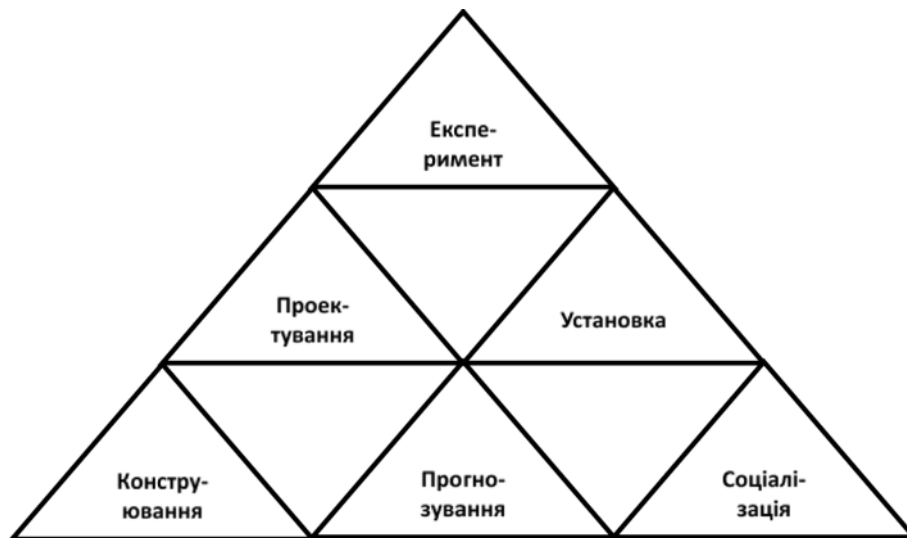 Експе-
римент
Проек-
тування
Установка
Констру-
ювання
Прогно-
зування
Соціалі-
зація